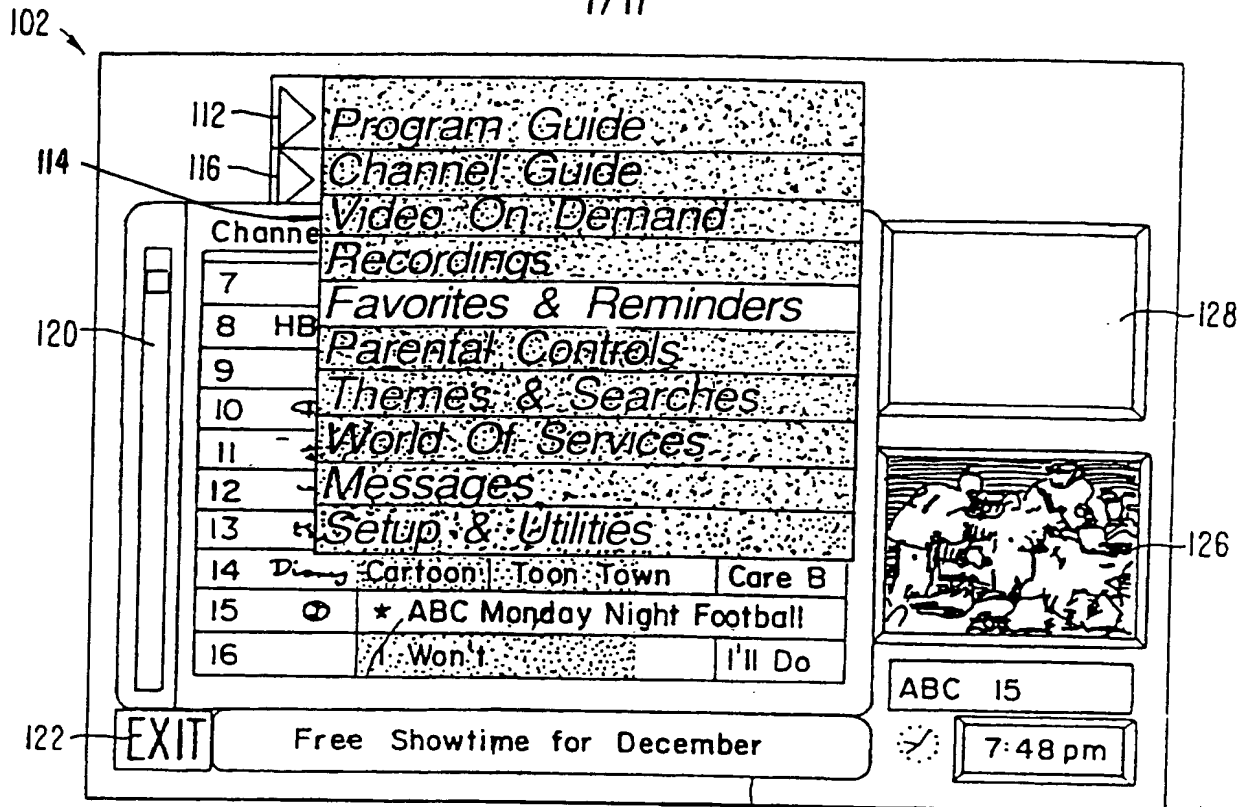 102
112
Program Guide
116
Channel Guide
114
Video On Demand
Channe
Recordings
7
Favorites & Reminders
8 HB
128
120
Parental Controls
9
Themes & Searches
10
World Of Services
11
Messages
12
Setup & Utilities
13
126
14 Disney Cartoon Toon Town Care B
15 * ABC Monday Night Football
16 I Won't I'll Do
ABC 15
122
EXIT
Free Showtime for December
7:48 pm